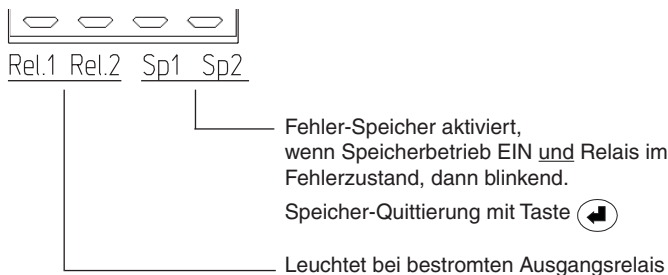 Rel.1 Rel.2 Sp1 Sp2
Fehler-Speicher aktiviert,
wenn Speicherbetrieb EIN und Relais im
Fehlerzustand, dann blinkend.
Speicher-Quittierung mit Taste
Leuchtet bei bestromten Ausgangsrelais